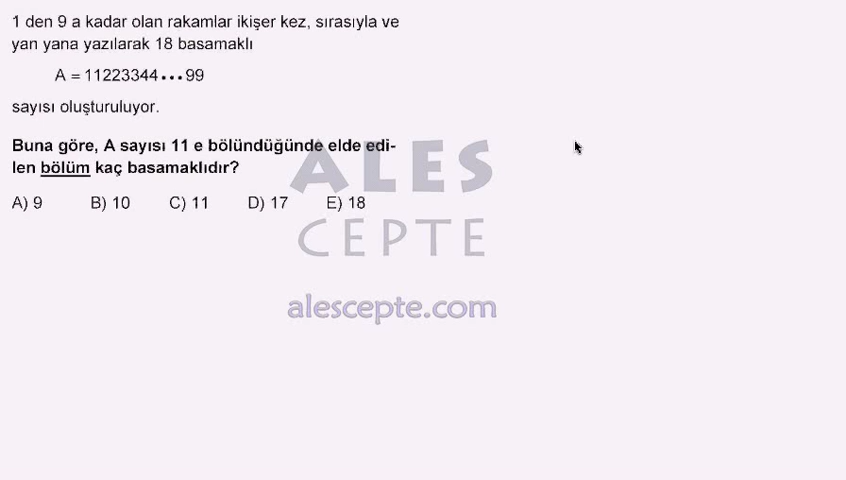 1 den 9 a kadar olan rakamlar ikişer kez, sırasıyla ve
yan yana yazılarak 18 basamaklı
A = 11223344...99
sayısı oluşturuluyor.
Buna göre, A sayısı 11 e bölündüğünde elde edi-
len bölüm kaç basamaklıdır?
A) 9 B) 10 C) 11 D) 17 E) 18
ALES
CEPTE
alescepte.com